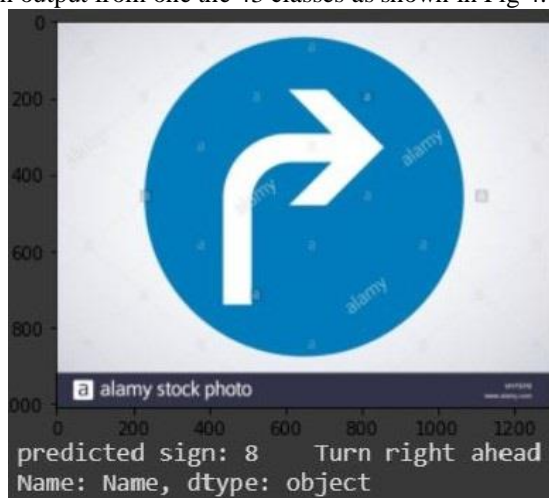 output from one the 43 classes as shown in Fig 4.
0
200
400
600
800
000
0 200 400 600 800 1000 1200
alamy
alamy
alamy
a
a alamy stock photo
www.alamy.com
predicted sign: 8 Turn right ahead
Name: Name, dtype: object